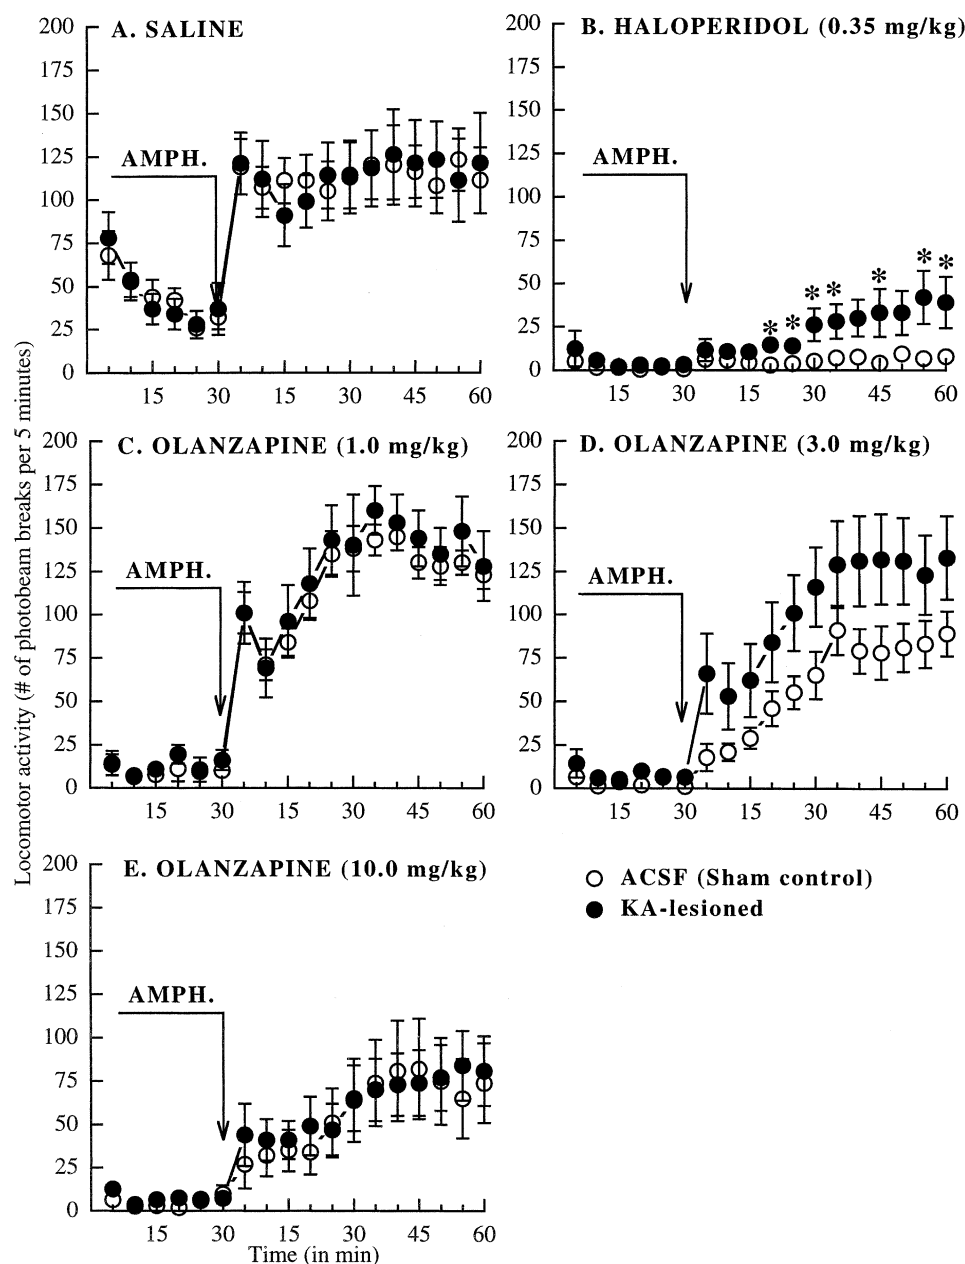 A. SALINE
200
175
150
125
100
75
50
25
0
AMPH.
15 30 15 30 45 60
B. HALOPERIDOL (0.35 mg/kg)
200
175
150
125
100
75
50
25
0
AMPH.
* * * * * * *
15 30 15 30 45 60
Locomotor activity (# of photobeam breaks per 5 minutes)
C. OLANZAPINE (1.0 mg/kg)
200
175
150
125
100
75
50
25
0
AMPH.
15 30 15 30 45 60
D. OLANZAPINE (3.0 mg/kg)
200
175
150
125
100
75
50
25
0
AMPH.
15 30 15 30 45 60
E. OLANZAPINE (10.0 mg/kg)
200
175
150
125
100
75
50
25
0
AMPH.
15 30 15 30 45 60
Time (in min)
ACSF (Sham control)
KA-lesioned